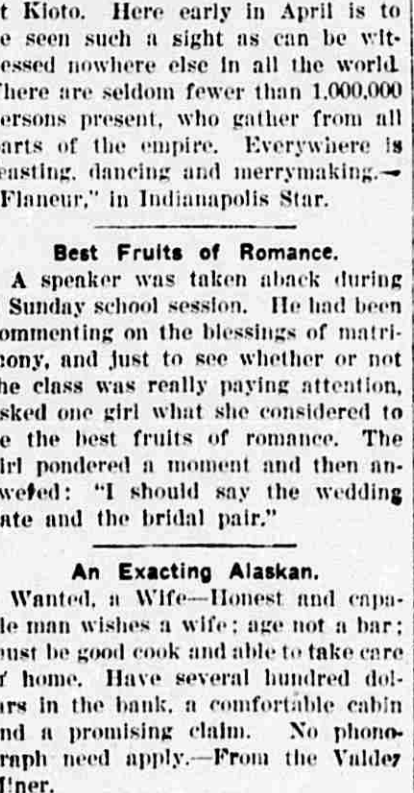 t Kioto. Here early in April is to
e seen such a sight as can be wit-
essed nowhere else in all the world.
here are seldom fewer than 1,000,000
ersons present, who gather from all
arts of the empire. Everywhere is
easting, dancing and merrymaking.—
Flaneur," in Indianapolis Star.
Best Fruits of Romance.
A speaker was taken aback during
Sunday school session. He had been
ommenting on the blessings of matri-
ony, and just to see whether or not
he class was really paying attention,
sked one girl what she considered to
e the best fruits of romance. The
irl pondered a moment and then an-
wered: "I should say the wedding
ate and the bridal pair."
An Exacting Alaskan.
Wanted, a Wife—Honest and capa-
le man wishes a wife; age not a bar;
ust be good cook and able to take care
f home. Have several hundred dol-
ars in the bank, a comfortable cabin
nd a promising claim. No phono-
raph need apply.—From the Valdez
Miner.